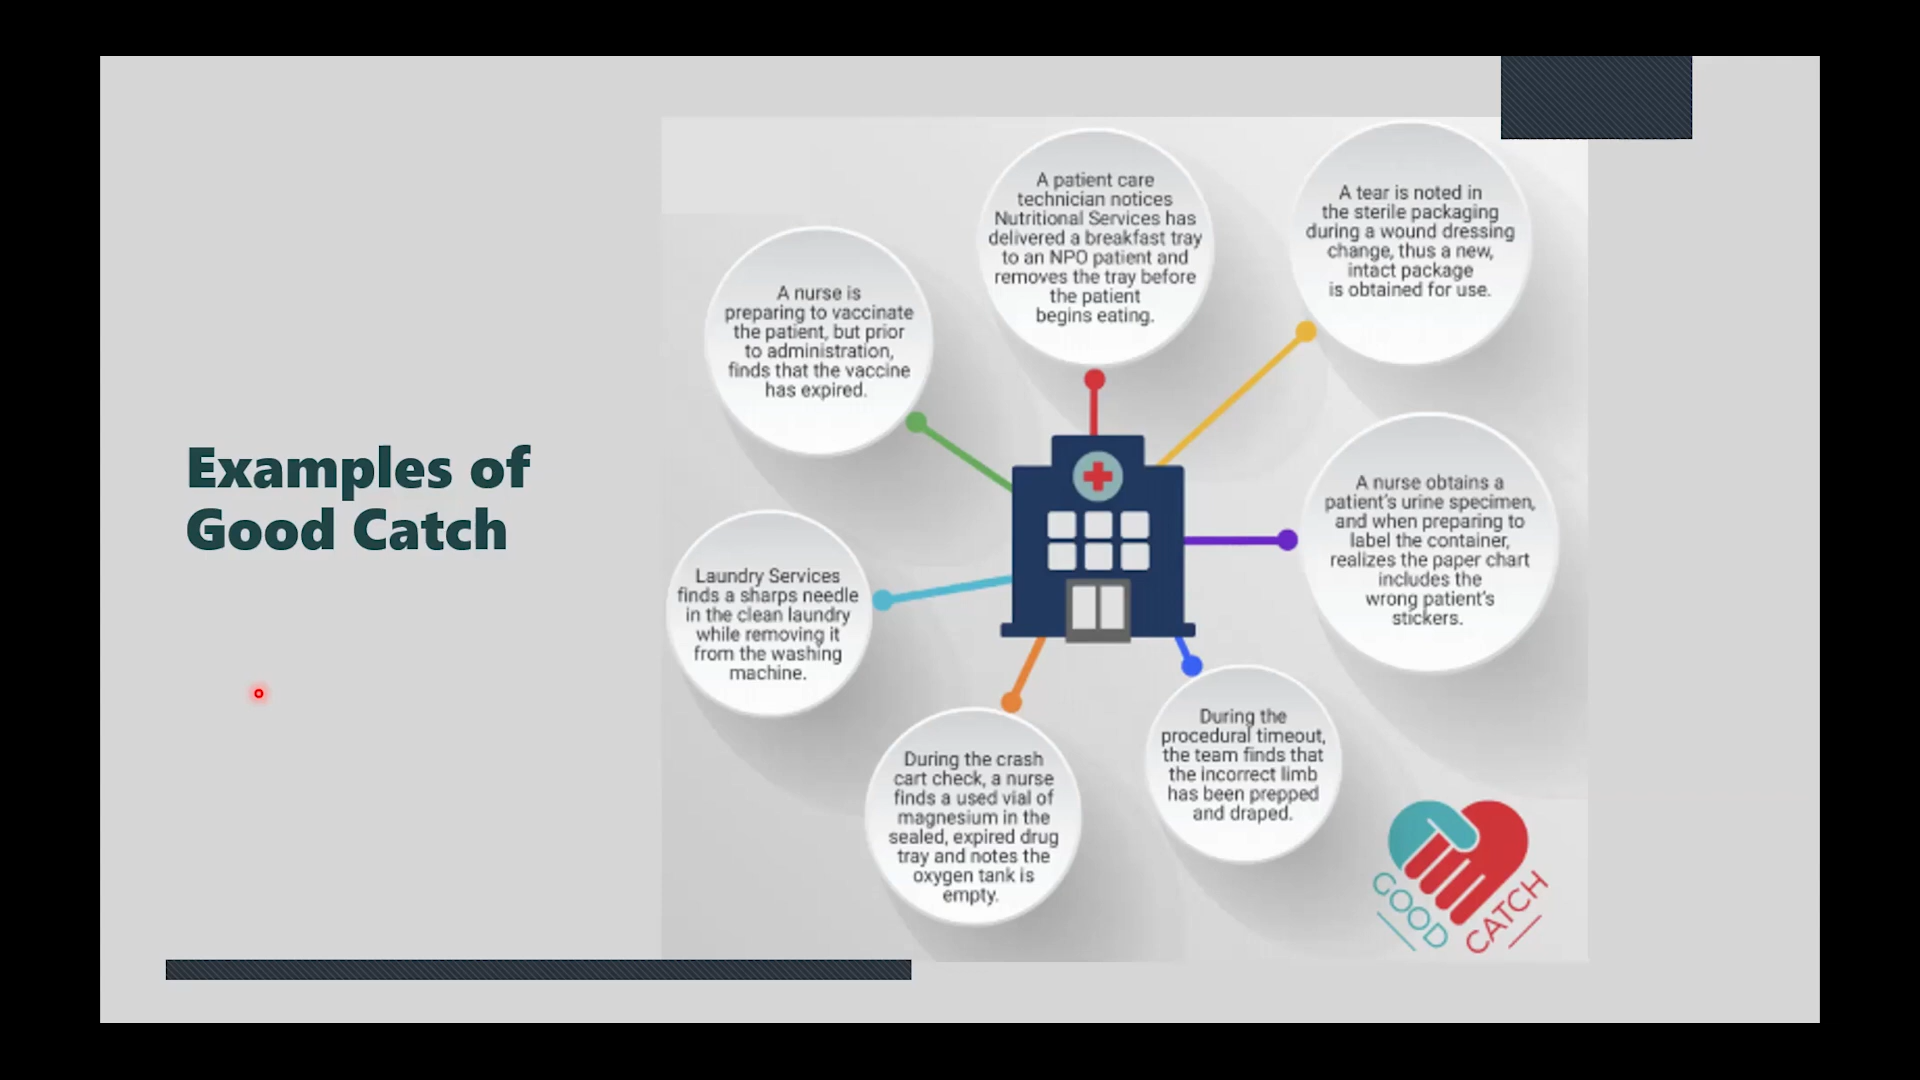 Examples of
Good Catch
A nurse is
preparing to vaccinate
the patient, but prior
to administration,
finds that the vaccine
has expired.
A patient care
technician notices
Nutritional Services has
delivered a breakfast tray
to an NPO patient and
removes the tray before
the patient
begins eating.
A tear is noted in
the sterile packaging
during a wound dressing
change, thus a new,
intact package
is obtained for use.
A nurse obtains a
patient's urine specimen,
and when preparing to
label the container,
realizes the paper chart
includes the
wrong patient's
stickers.
During the
procedural timeout,
the team finds that
the incorrect limb
has been prepped
and draped.
During the crash
cart check, a nurse
finds a used vial of
magnesium in the
sealed, expired drug
tray and notes the
oxygen tank is
empty.
Laundry Services
finds a sharps needle
in the clean laundry
while removing it
from the washing
machine.
GOOD
CATCH